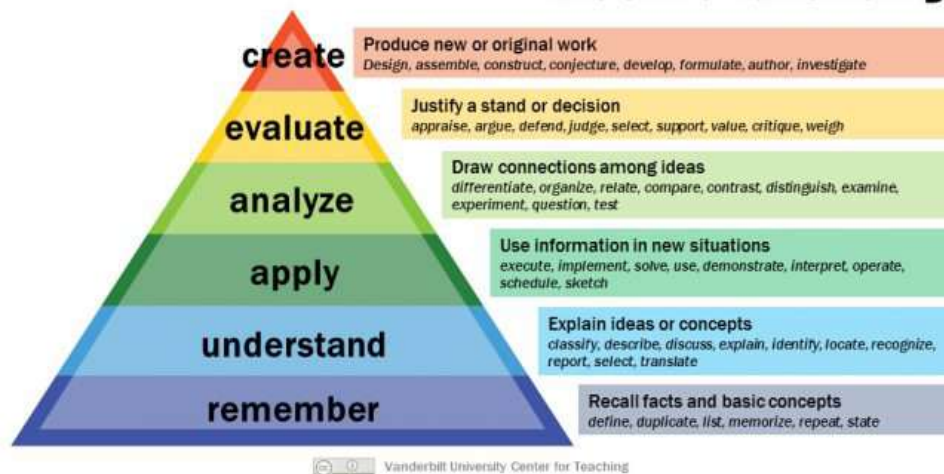 create
Produce new or original work
Design, assemble, construct, conjecture, develop, formulate, author, investigate
evaluate
Justify a stand or decision
appraise, argue, defend, judge, select, support, value, critique, weigh
analyze
Draw connections among ideas
differentiate, organize, relate, compare, contrast, distinguish, examine,
experiment, question, test
apply
Use information in new situations
execute, implement, solve, use, demonstrate, interpret, operate,
schedule, sketch
understand
Explain ideas or concepts
classify, describe, discuss, explain, identify, locate, recognize,
report, select, translate
remember
Recall facts and basic concepts
define, duplicate, list, memorize, repeat, state
Vanderbilt University Center for Teaching